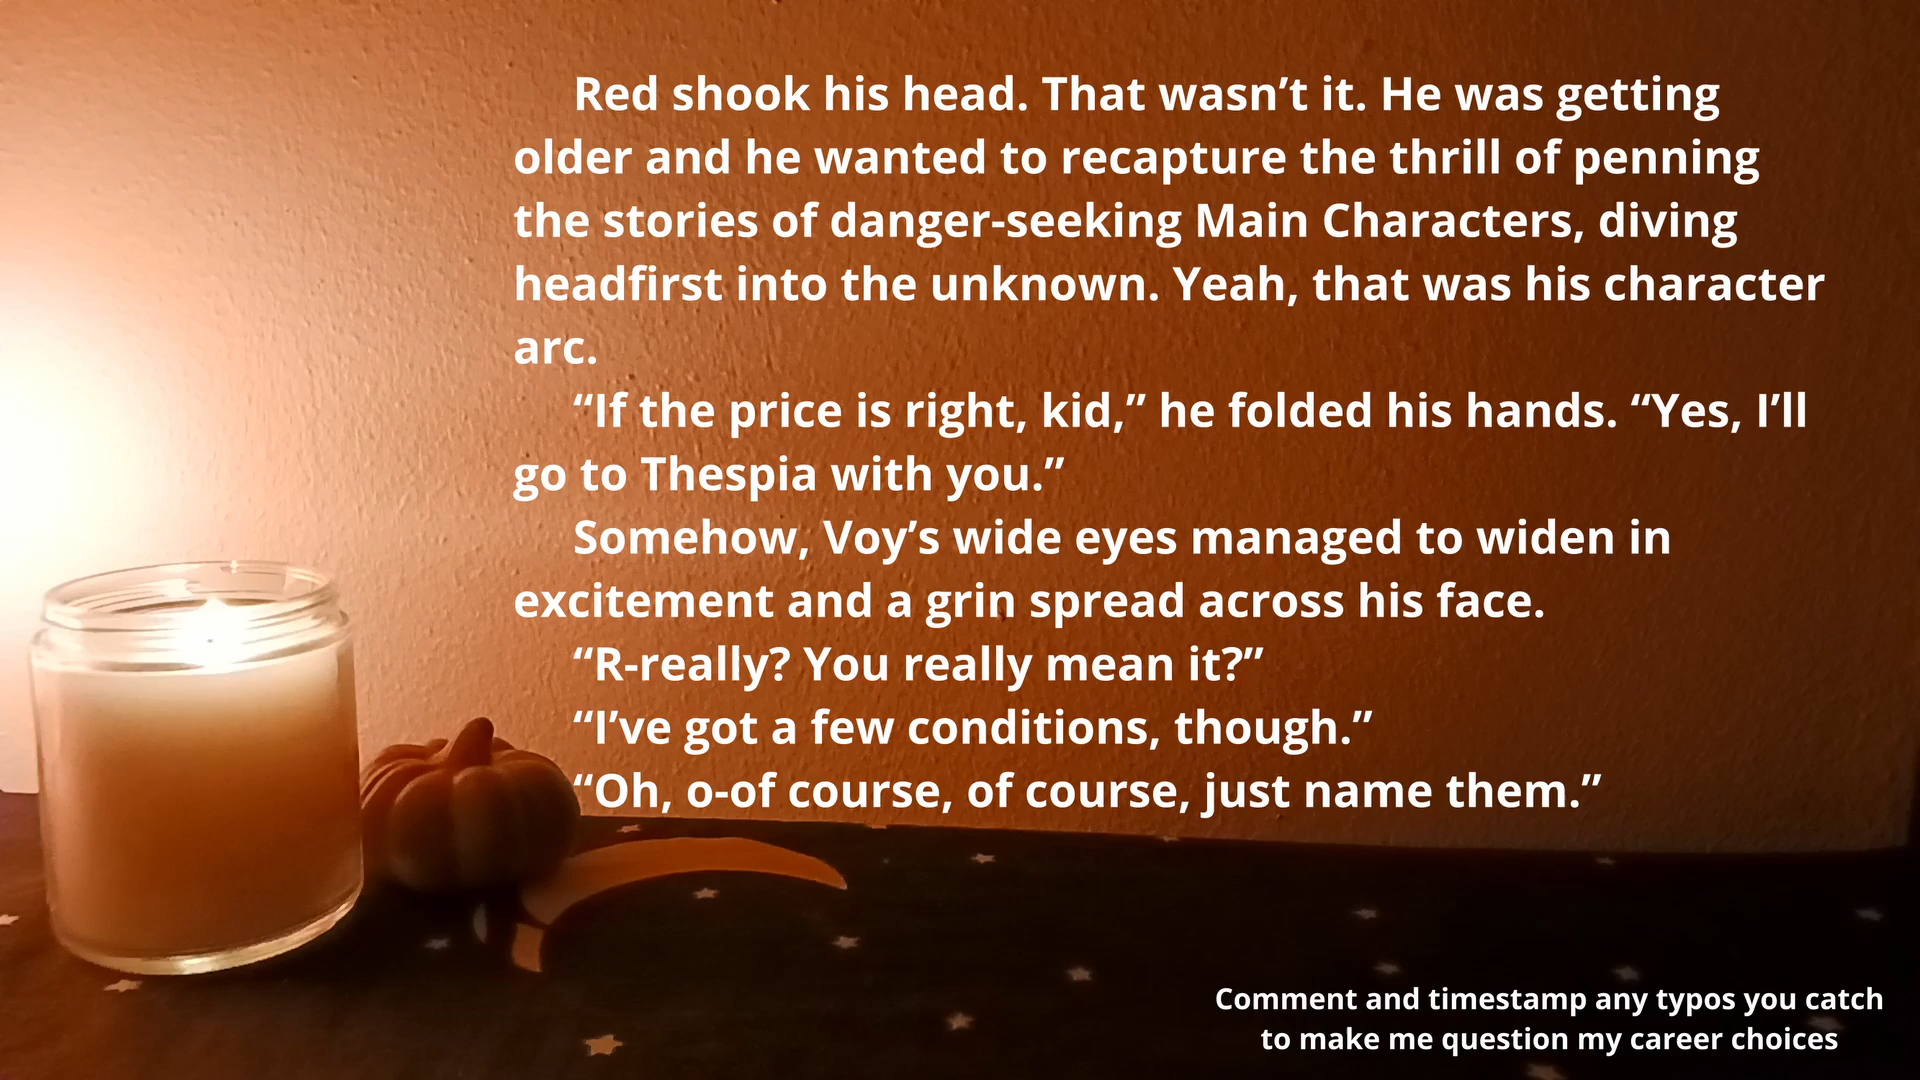 Red shook his head. That wasn’t it. He was getting
older and he wanted to recapture the thrill of penning
the stories of danger-seeking Main Characters, diving
headfirst into the unknown. Yeah, that was his character
arc.
“If the price is right, kid,” he folded his hands. “Yes, I’ll
go to Thespia with you.”
Somehow, Voy’s wide eyes managed to widen in
excitement and a grin spread across his face.
“R-really? You really mean it?”
“I’ve got a few conditions, though.”
“Oh, o-of course, of course, just name them.”
Comment and timestamp any typos you catch
to make me question my career choices